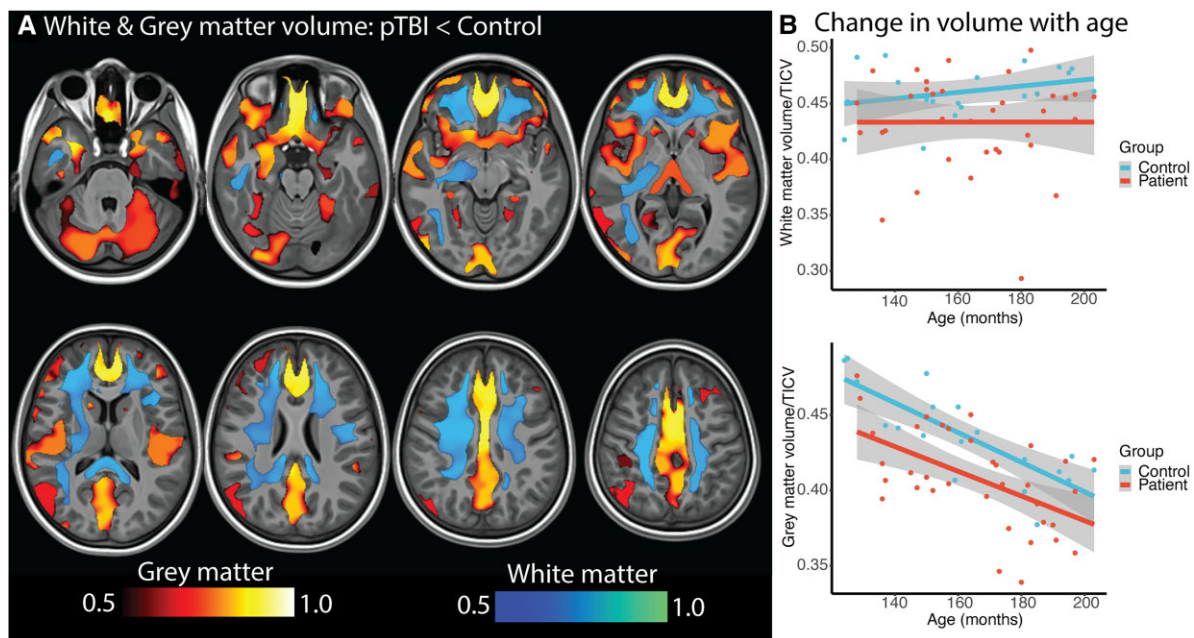 A White & Grey matter volume: pTBI < Control
Grey matter
0.5 1.0
White matter
0.5 1.0
B Change in volume with age
White matter volume/TICV
0.50
0.45
0.40
0.35
0.30
140 160 180 200
Age (months)
Group
Control
Patient
Grey matter volume/TICV
0.45
0.40
0.35
140 160 180 200
Age (months)
Group
Control
Patient